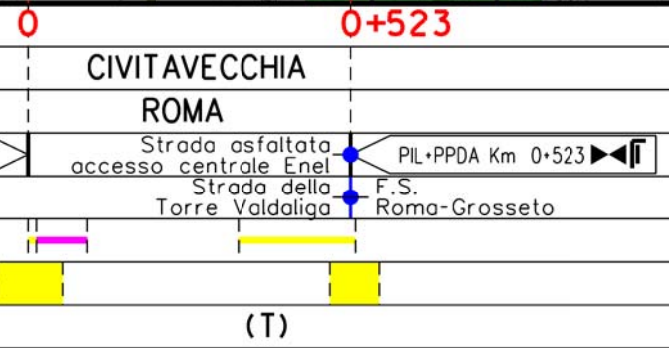 0 0+523
CIVITAVECCHIA
ROMA
Strada asfaltata
accesso centrale Enel
PIL+PPDA Km 0+523
Strada della
Torre Valdaliga
F.S.
Roma-Grosseto
(T)